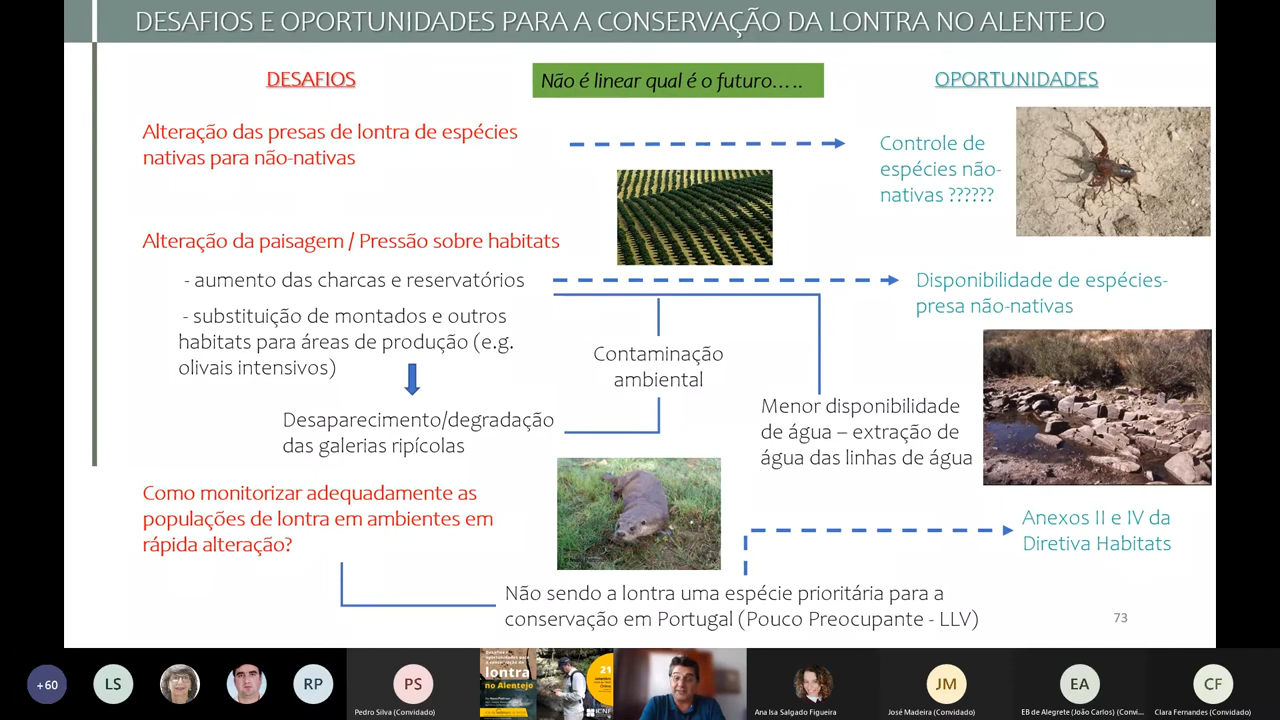 DESAFIOS E OPORTUNIDADES PARA A CONSERVAÇÃO DA LONTRA NO ALENTEJO
DESAFIOS
Não é linear qual é o futuro.....
OPORTUNIDADES
Alteração das presas de lontra de espécies
nativas para não-nativas
Controle de
espécies não-
nativas ??????
Alteração da paisagem / Pressão sobre habitats
- aumento das charcas e reservatórios
Disponibilidade de espécies-
presa não-nativas
- substituição de montados e outros
habitats para áreas de produção (e.g.
olivais intensivos)
Contaminação
ambiental
Desaparecimento/degradação
das galerias ripícolas
Menor disponibilidade
de água – extração de
água das linhas de água
Como monitorizar adequadamente as
populações de lontra em ambientes em
rápida alteração?
Anexos II e IV da
Diretiva Habitats
Não sendo a lontra uma espécie prioritária para a
conservação em Portugal (Pouco Preocupante - LLV)
73
+60
LS
RP
PS
Pedro Silva (Convidado)
lontra
no Alentejo
21
ICNF
Ana Isa Salgado Figueira
JM
José Madeira (Convidado)
EA
EB de Alegrete (João Carlos) (Convi...
CF
Clara Fernandes (Convidado)